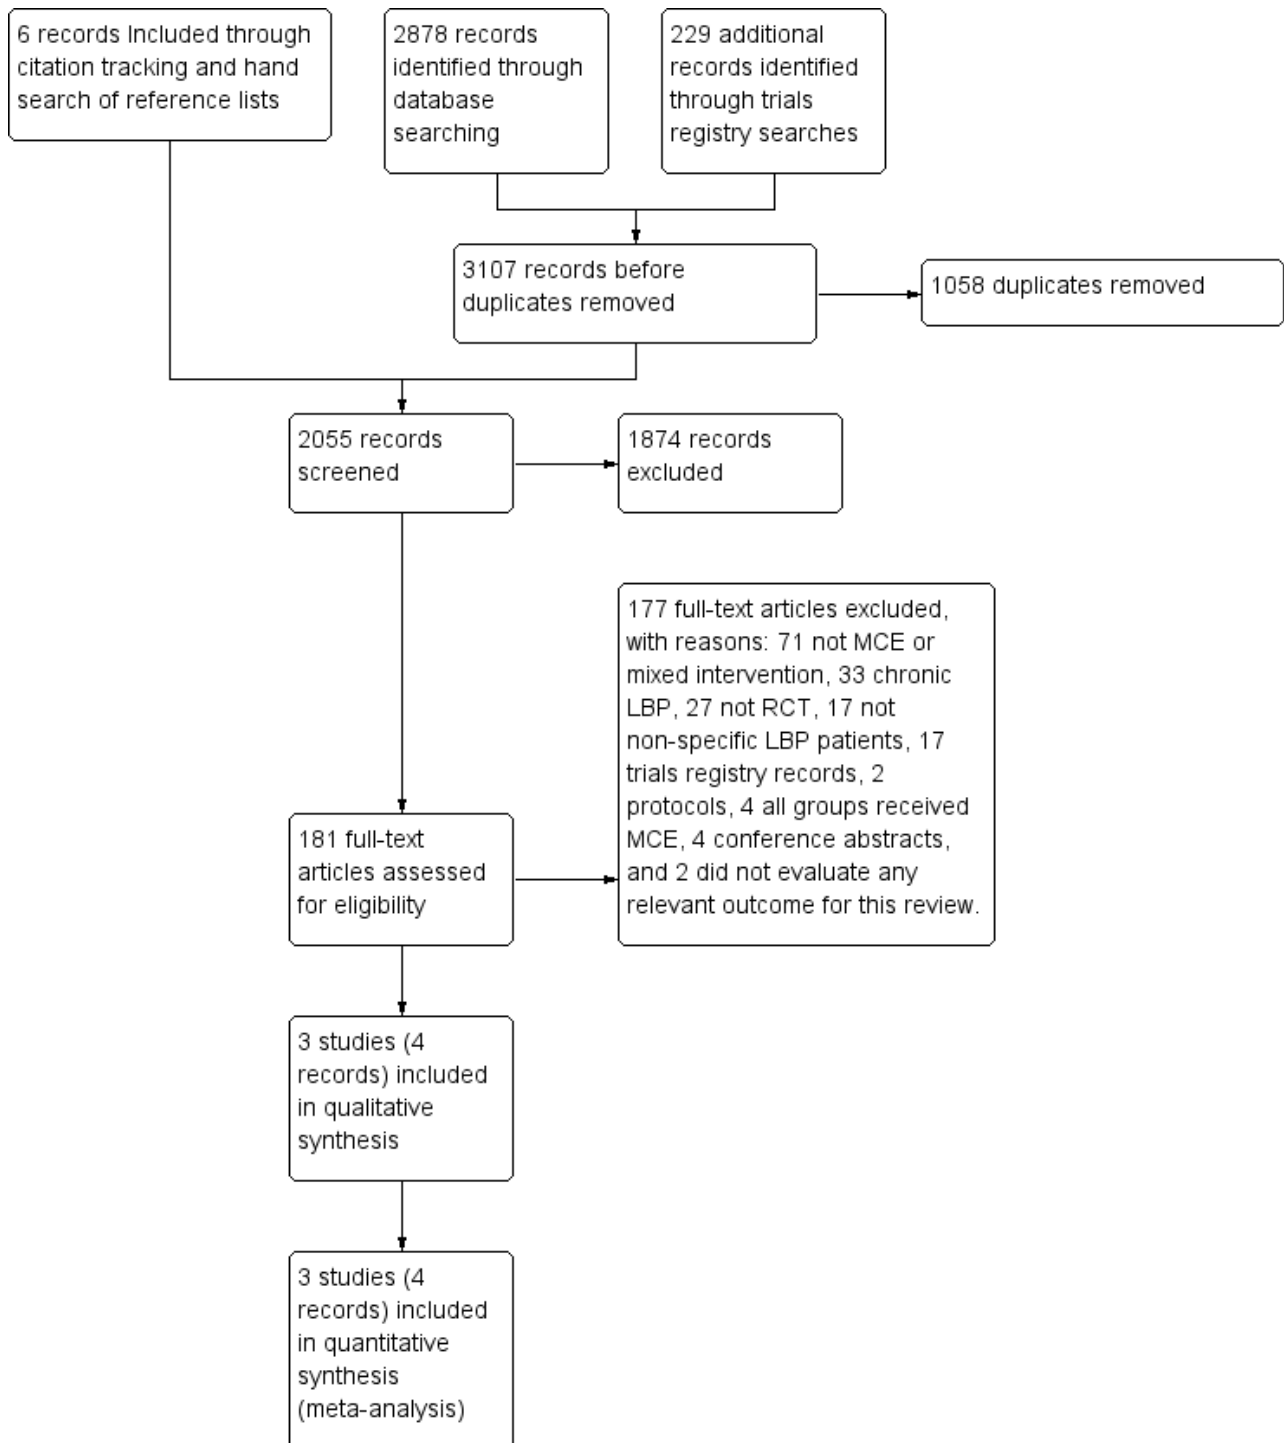 6 records Included through
citation tracking and hand
search of reference lists
2878 records
identified through
database
searching
229 additional
records identified
through trials
registry searches
3107 records before
duplicates removed
1058 duplicates removed
2055 records
screened
1874 records
excluded
177 full-text articles excluded,
with reasons: 71 not MCE or
mixed intervention, 33 chronic
LBP, 27 not RCT, 17 not
non-specific LBP patients, 17
trials registry records, 2
protocols, 4 all groups received
MCE, 4 conference abstracts,
and 2 did not evaluate any
relevant outcome for this review.
181 full-text
articles assessed
for eligibility
3 studies (4
records) included
in qualitative
synthesis
3 studies (4
records) included
in quantitative
synthesis
(meta-analysis)